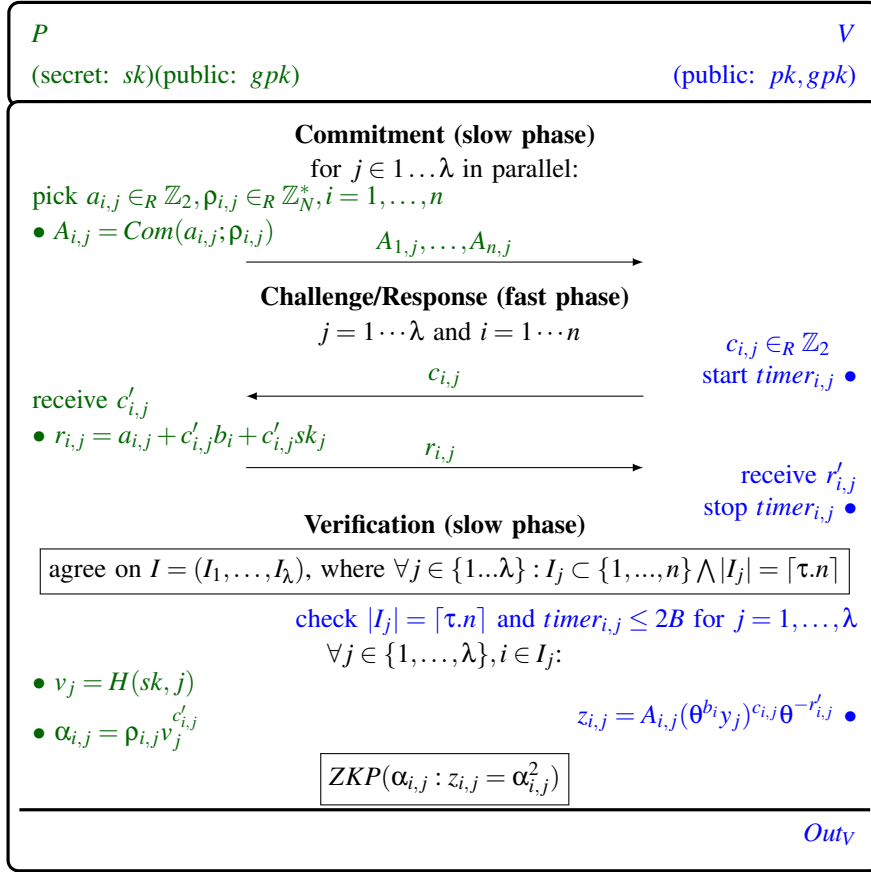 P V
(secret: sk)(public: gpk) (public: pk, gpk)
Commitment (slow phase)
for j ∈ 1…λ in parallel:
pick a_{i,j} ∈_R ℤ_2, ρ_{i,j} ∈_R ℤ_N^*, i = 1,…,n
• A_{i,j} = Com(a_{i,j}; ρ_{i,j})
A_{1,j},…,A_{n,j}
Challenge/Response (fast phase)
j = 1⋯λ and i = 1⋯n
c_{i,j} ∈_R ℤ_2
start timer_{i,j} •
c_{i,j}
receive c'_{i,j}
• r_{i,j} = a_{i,j} + c'_{i,j}b_i + c'_{i,j}sk_j
r_{i,j}
receive r'_{i,j}
stop timer_{i,j} •
Verification (slow phase)
agree on I = (I_1,…,I_λ), where ∀j ∈ {1...λ} : I_j ⊂ {1,...,n} ⋀ |I_j| = ⌈τ.n⌉
check |I_j| = ⌈τ.n⌉ and timer_{i,j} ≤ 2B for j = 1,…,λ
∀j ∈ {1,…,λ}, i ∈ I_j:
• v_j = H(sk, j)
• α_{i,j} = ρ_{i,j}v_j^{c'_{i,j}}
z_{i,j} = A_{i,j}(θ^{b_i}y_j)^{c_{i,j}}θ^{-r'_{i,j}} •
ZKP(α_{i,j} : z_{i,j} = α_{i,j}^2)
Out_V